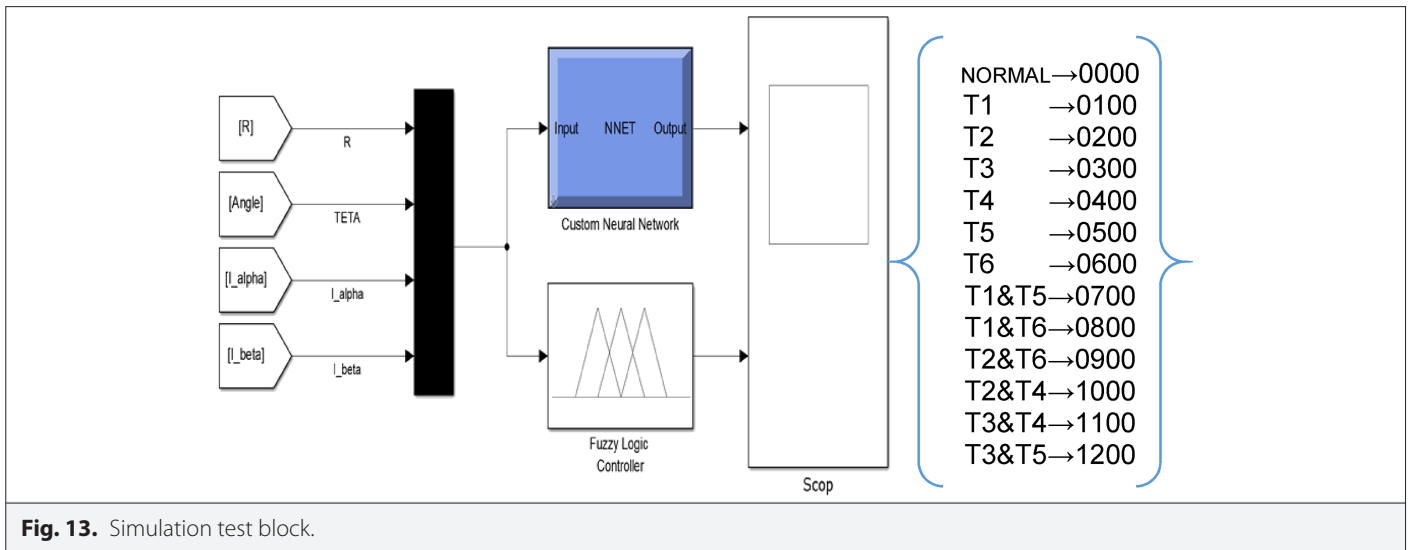 [R]
R
[Angle]
TETA
[I_alpha]
I_alpha
[I_beta]
I_beta
Input NNET Output
Custom Neural Network
Fuzzy Logic
Controller
Scop
NORMAL→0000
T1 →0100
T2 →0200
T3 →0300
T4 →0400
T5 →0500
T6 →0600
T1&T5→0700
T1&T6→0800
T2&T6→0900
T2&T4→1000
T3&T4→1100
T3&T5→1200
Fig. 13. Simulation test block.